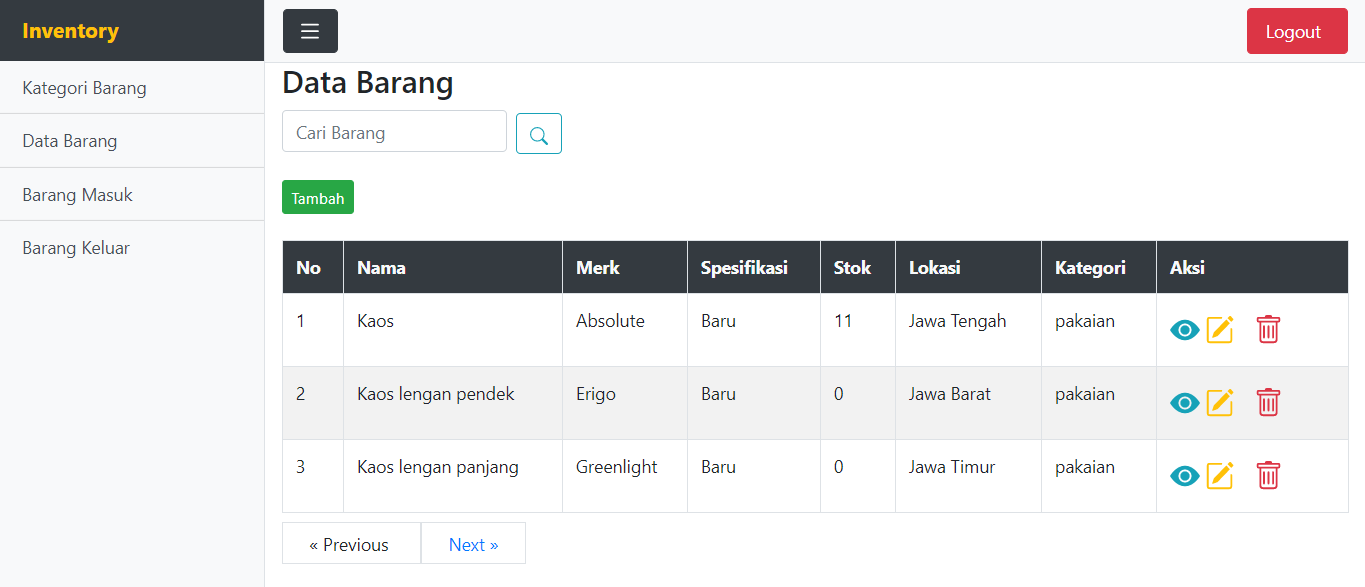 Inventory
Logout
Kategori Barang
Data Barang
Barang Masuk
Barang Keluar
Data Barang
Cari Barang
Tambah
No Nama Merk Spesifikasi Stok Lokasi Kategori Aksi
1 Kaos Absolute Baru 11 Jawa Tengah pakaian
2 Kaos lengan pendek Erigo Baru 0 Jawa Barat pakaian
3 Kaos lengan panjang Greenlight Baru 0 Jawa Timur pakaian
« Previous Next »